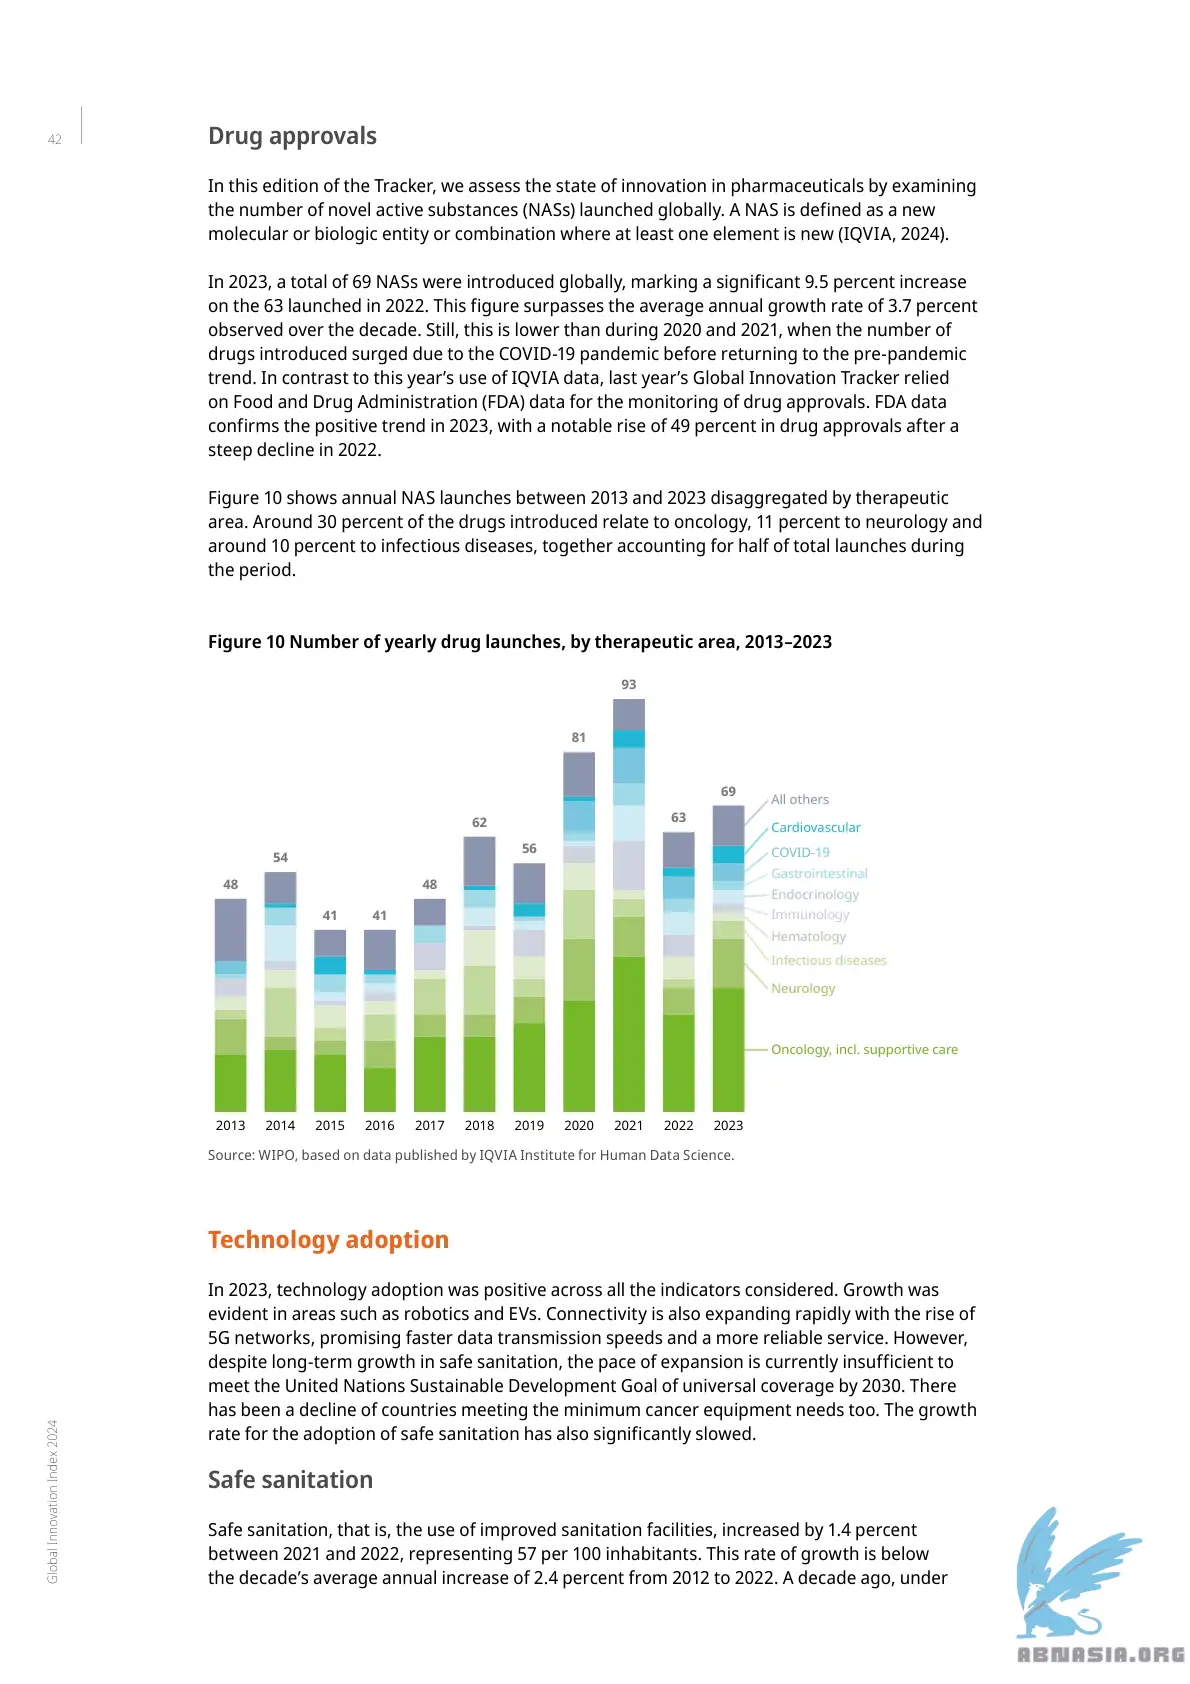 42
Drug approvals
In this edition of the Tracker, we assess the state of innovation in pharmaceuticals by examining
the number of novel active substances (NASs) launched globally. A NAS is defined as a new
molecular or biologic entity or combination where at least one element is new (IQVIA, 2024).
In 2023, a total of 69 NASs were introduced globally, marking a significant 9.5 percent increase
on the 63 launched in 2022. This figure surpasses the average annual growth rate of 3.7 percent
observed over the decade. Still, this is lower than during 2020 and 2021, when the number of
drugs introduced surged due to the COVID-19 pandemic before returning to the pre-pandemic
trend. In contrast to this year’s use of IQVIA data, last year’s Global Innovation Tracker relied
on Food and Drug Administration (FDA) data for the monitoring of drug approvals. FDA data
confirms the positive trend in 2023, with a notable rise of 49 percent in drug approvals after a
steep decline in 2022.
Figure 10 shows annual NAS launches between 2013 and 2023 disaggregated by therapeutic
area. Around 30 percent of the drugs introduced relate to oncology, 11 percent to neurology and
around 10 percent to infectious diseases, together accounting for half of total launches during
the period.
Figure 10 Number of yearly drug launches, by therapeutic area, 2013–2023
93
81
69
63
62
56
54
48
48
41
41
All others
Cardiovascular
COVID-19
Gastrointestinal
Endocrinology
Immunology
Hematology
Infectious diseases
Neurology
Oncology, incl. supportive care
2013 2014 2015 2016 2017 2018 2019 2020 2021 2022 2023
Source: WIPO, based on data published by IQVIA Institute for Human Data Science.
Technology adoption
In 2023, technology adoption was positive across all the indicators considered. Growth was
evident in areas such as robotics and EVs. Connectivity is also expanding rapidly with the rise of
5G networks, promising faster data transmission speeds and a more reliable service. However,
despite long-term growth in safe sanitation, the pace of expansion is currently insufficient to
meet the United Nations Sustainable Development Goal of universal coverage by 2030. There
has been a decline of countries meeting the minimum cancer equipment needs too. The growth
rate for the adoption of safe sanitation has also significantly slowed.
Safe sanitation
Safe sanitation, that is, the use of improved sanitation facilities, increased by 1.4 percent
between 2021 and 2022, representing 57 per 100 inhabitants. This rate of growth is below
the decade’s average annual increase of 2.4 percent from 2012 to 2022. A decade ago, under
Global Innovation Index 2024
ABNASIA.ORG